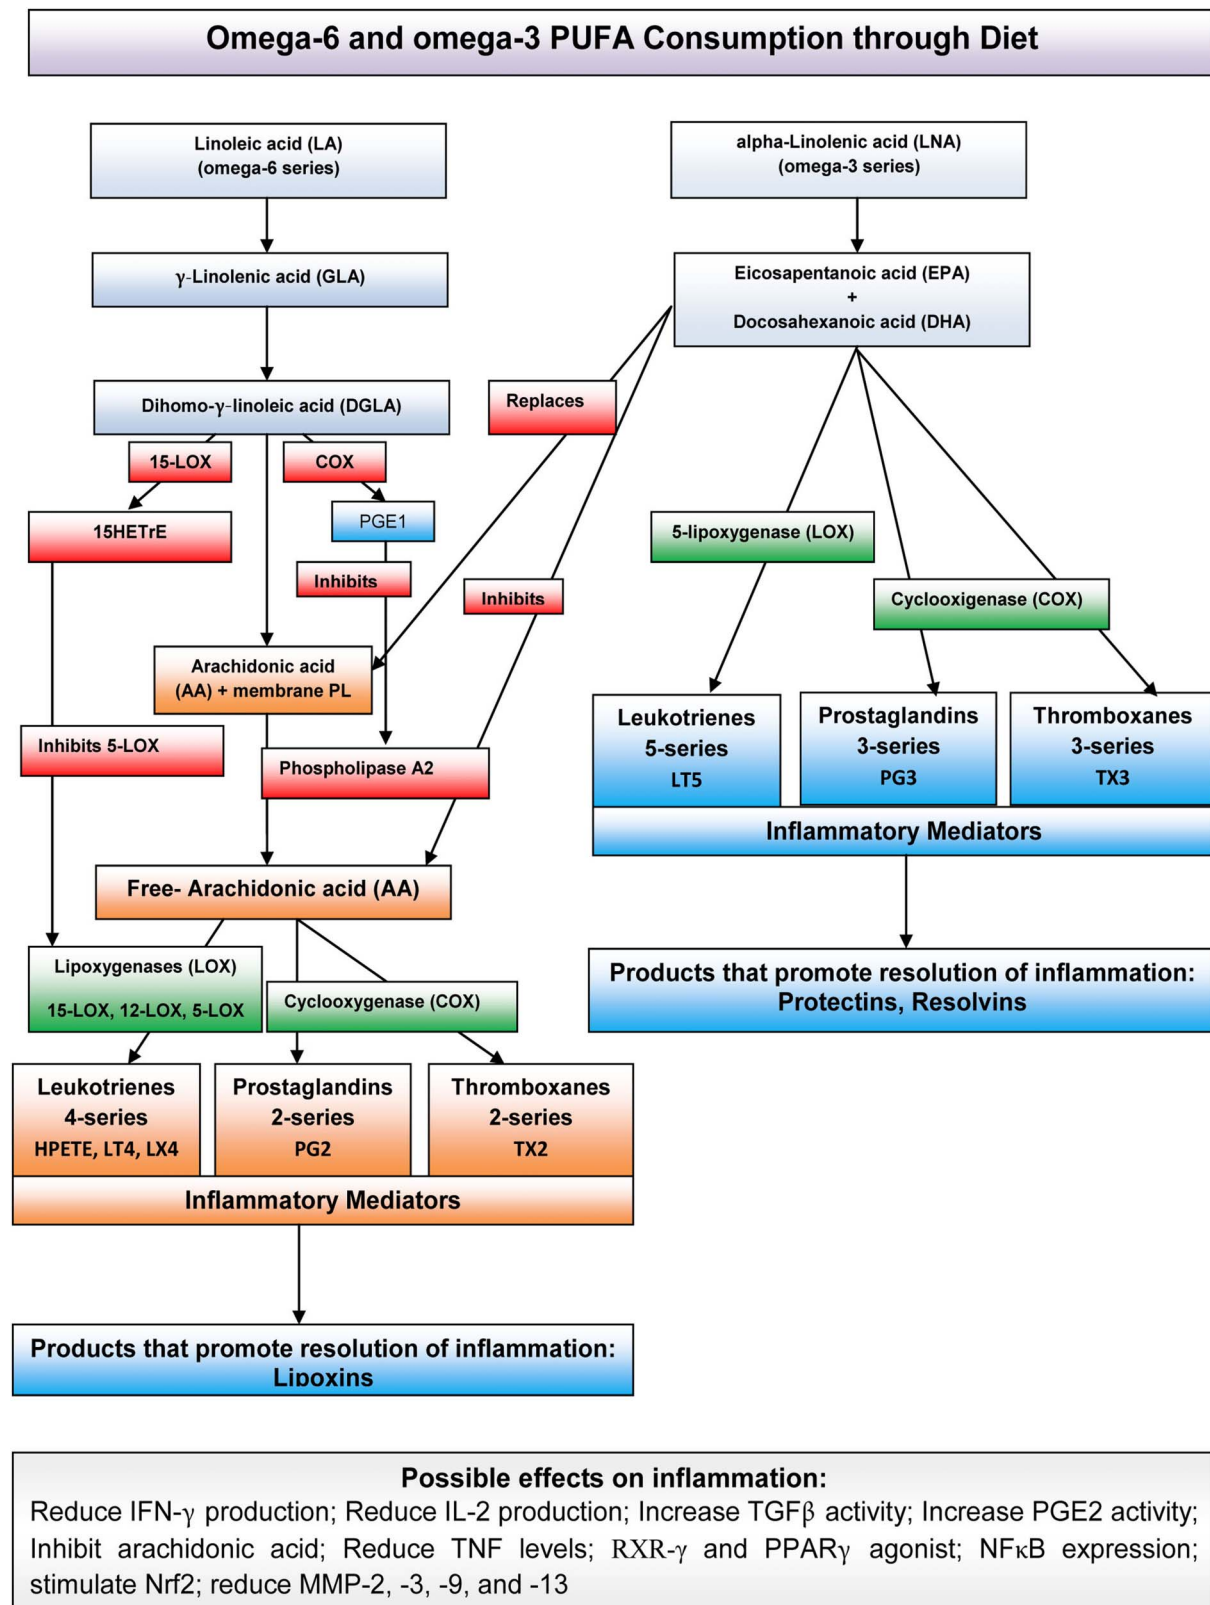 Omega-6 and omega-3 PUFA Consumption through Diet
Linoleic acid (LA)
(omega-6 series)
alpha-Linolenic acid (LNA)
(omega-3 series)
γ-Linolenic acid (GLA)
Eicosapentanoic acid (EPA)
+
Docosahexanoic acid (DHA)
Dihomo-γ-linoleic acid (DGLA)
Replaces
15-LOX
COX
15HETrE
PGE1
5-lipoxygenase (LOX)
Inhibits
Inhibits
Cyclooxigenase (COX)
Arachidonic acid
(AA) + membrane PL
Inhibits 5-LOX
Phospholipase A2
Leukotrienes
5-series
LT5
Prostaglandins
3-series
PG3
Thromboxanes
3-series
TX3
Inflammatory Mediators
Free- Arachidonic acid (AA)
Lipoxygenases (LOX)
15-LOX, 12-LOX, 5-LOX
Cyclooxygenase (COX)
Products that promote resolution of inflammation:
Protectins, Resolvins
Leukotrienes
4-series
HPETE, LT4, LX4
Prostaglandins
2-series
PG2
Thromboxanes
2-series
TX2
Inflammatory Mediators
Products that promote resolution of inflammation:
Lipoxins
Possible effects on inflammation:
Reduce IFN-γ production; Reduce IL-2 production; Increase TGFβ activity; Increase PGE2 activity;
Inhibit arachidonic acid; Reduce TNF levels; RXR-γ and PPARγ agonist; NFκB expression;
stimulate Nrf2; reduce MMP-2, -3, -9, and -13